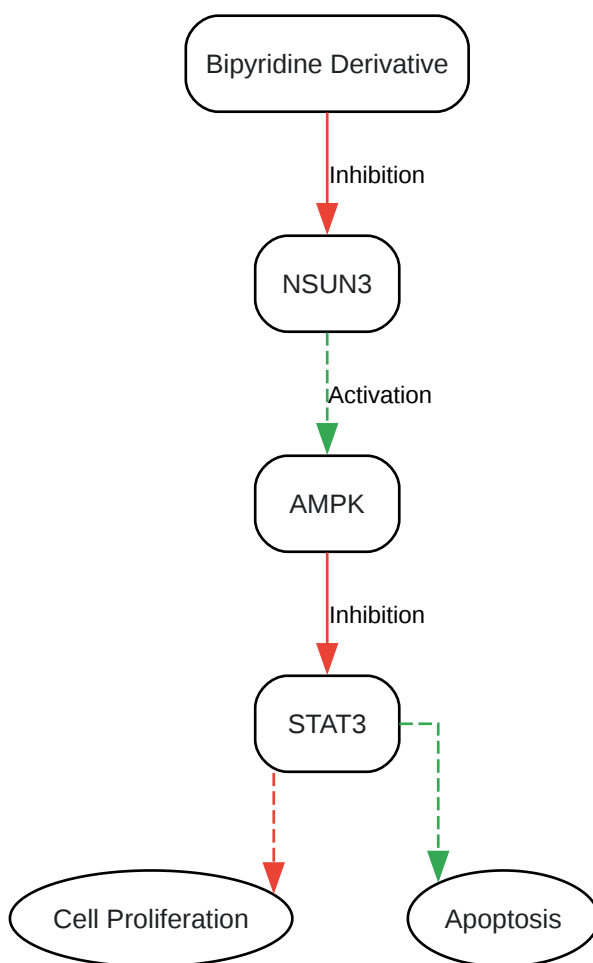 Bipyridine Derivative
Inhibition
NSUN3
Activation
AMPK
Inhibition
STAT3
Cell Proliferation
Apoptosis